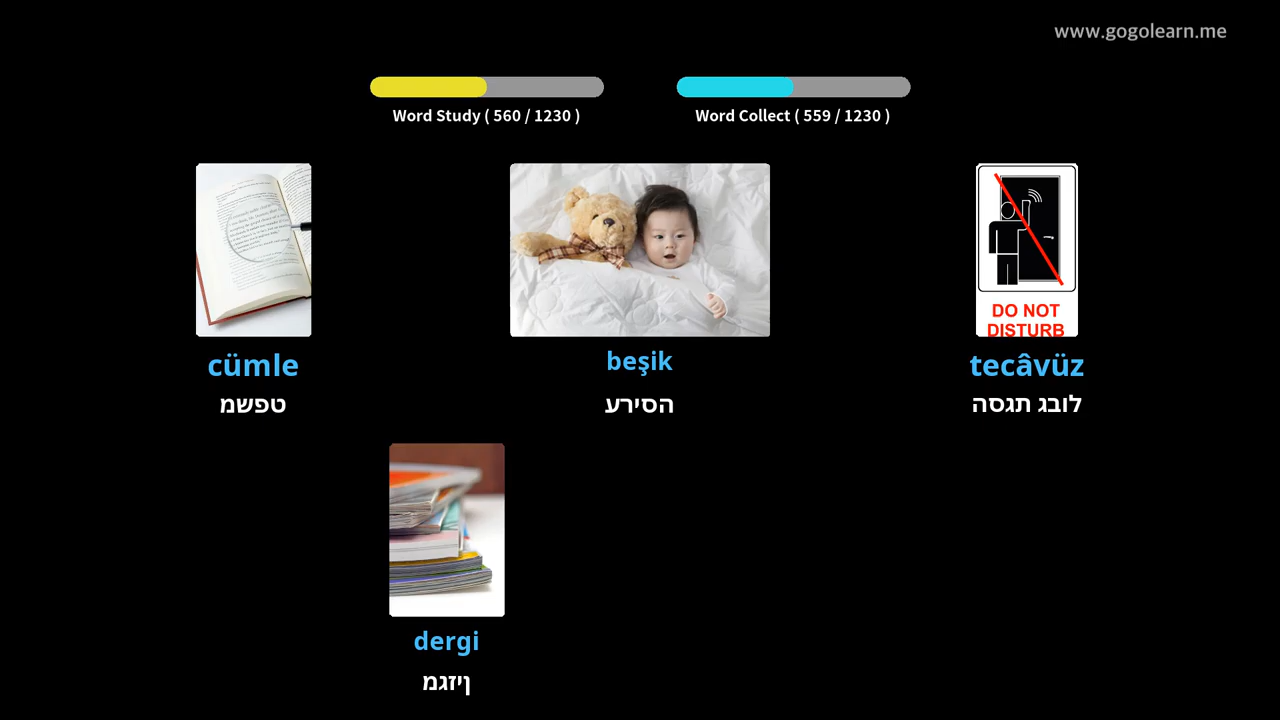 www.gogolearn.me
Word Study ( 560 / 1230 )
Word Collect ( 559 / 1230 )
DO NOT
DISTURB
cümle
טפשמ
beşik
הסירע
tecâvüz
לובג תגסה
dergi
ןיזגמ